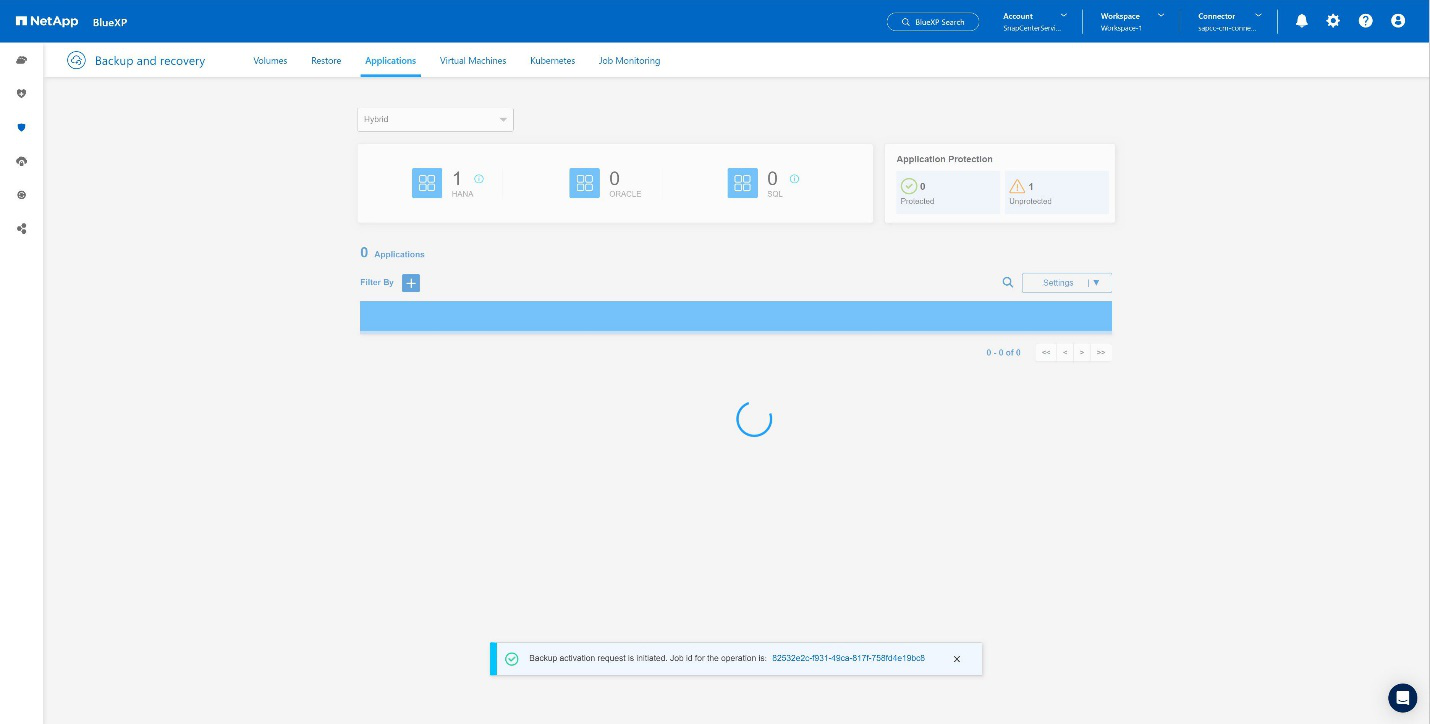 NetApp BlueXP
BlueXP Search
Account
SnapCenterServi...
Workspace
Workspace-1
Connector
sapcc-cm-conne...
Backup and recovery
Volumes Restore Applications Virtual Machines Kubernetes Job Monitoring
Hybrid
1
HANA
0
ORACLE
0
SQL
Application Protection
0
Protected
1
Unprotected
0 Applications
Filter By +
Settings | ▼
0 - 0 of 0 << < > >>
Backup activation request is initiated. Job id for the operation is: 82532e2c-f931-49ca-817f-758fd4e19bc8